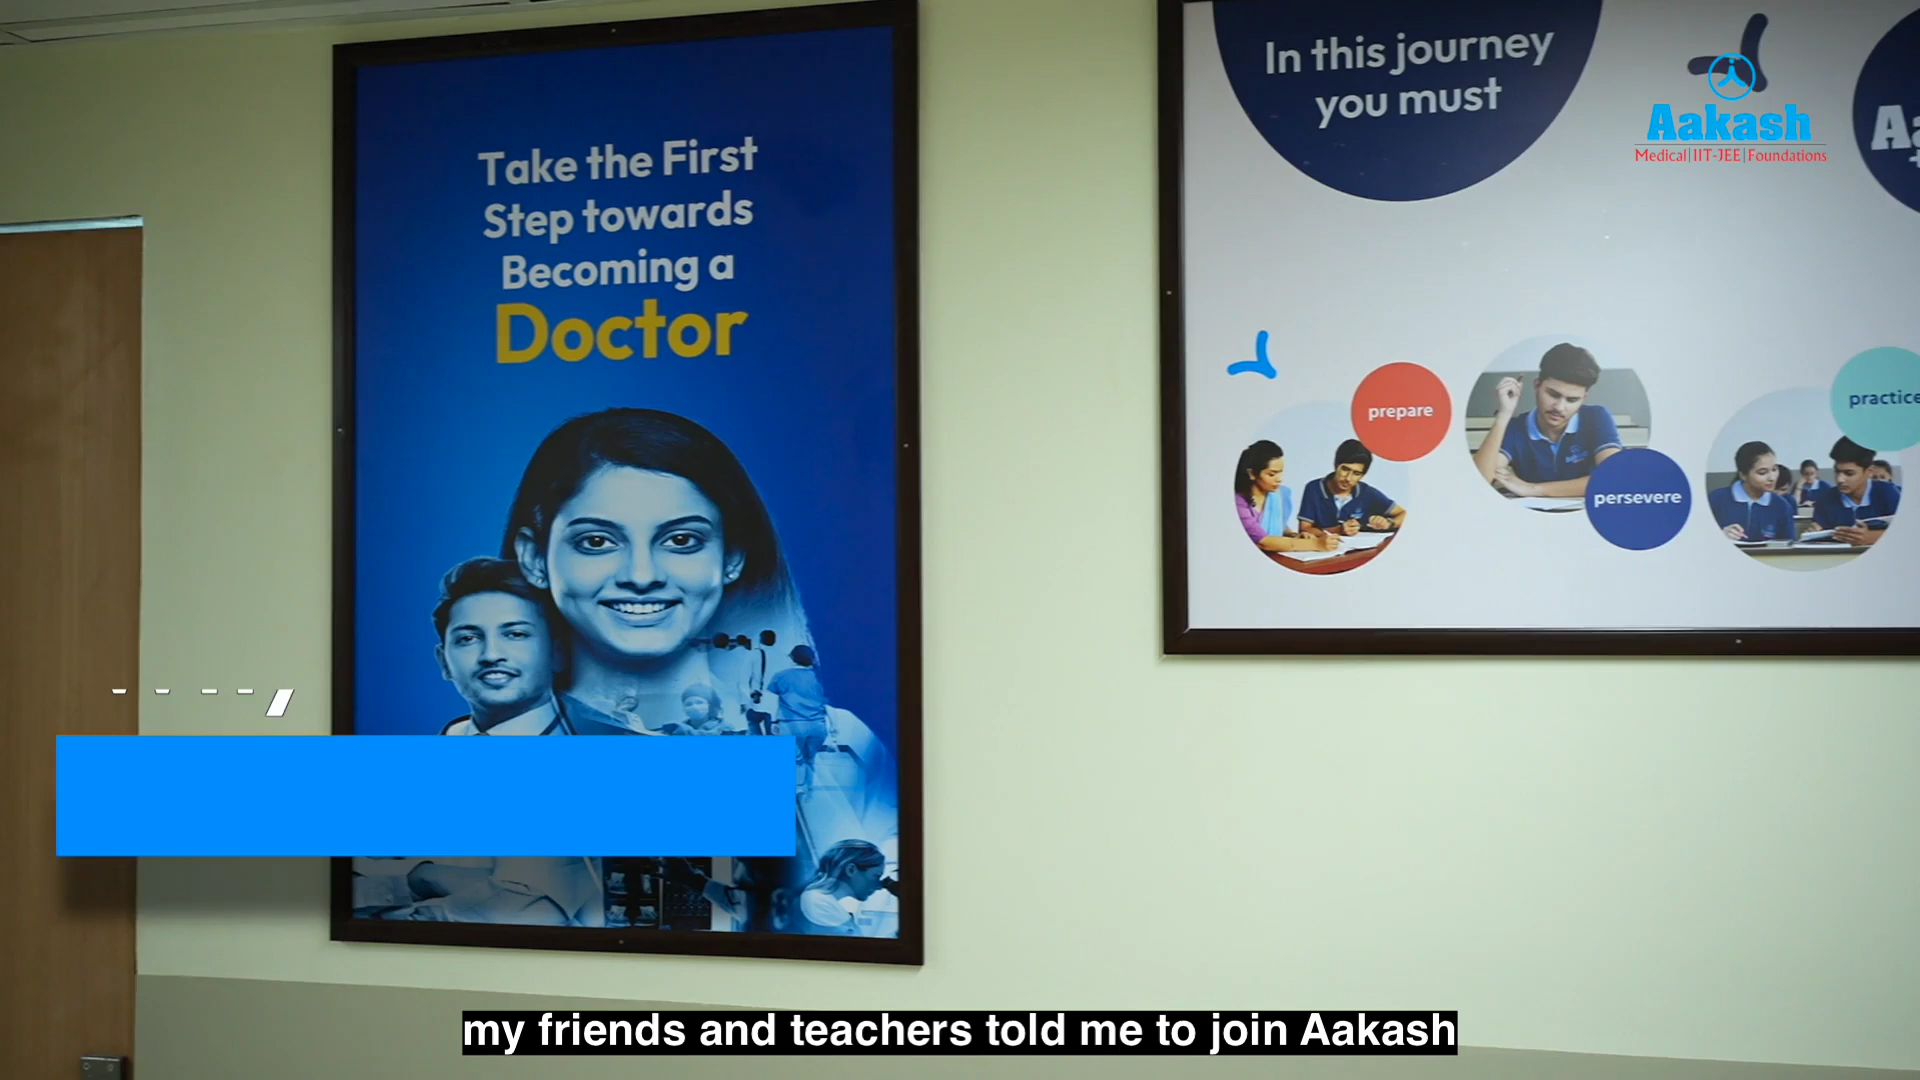 Take the First
Step towards
Becoming a
Doctor
In this journey
you must
Aakash
Medical|IIT-JEE|Foundations
prepare
persevere
practice
my friends and teachers told me to join Aakash